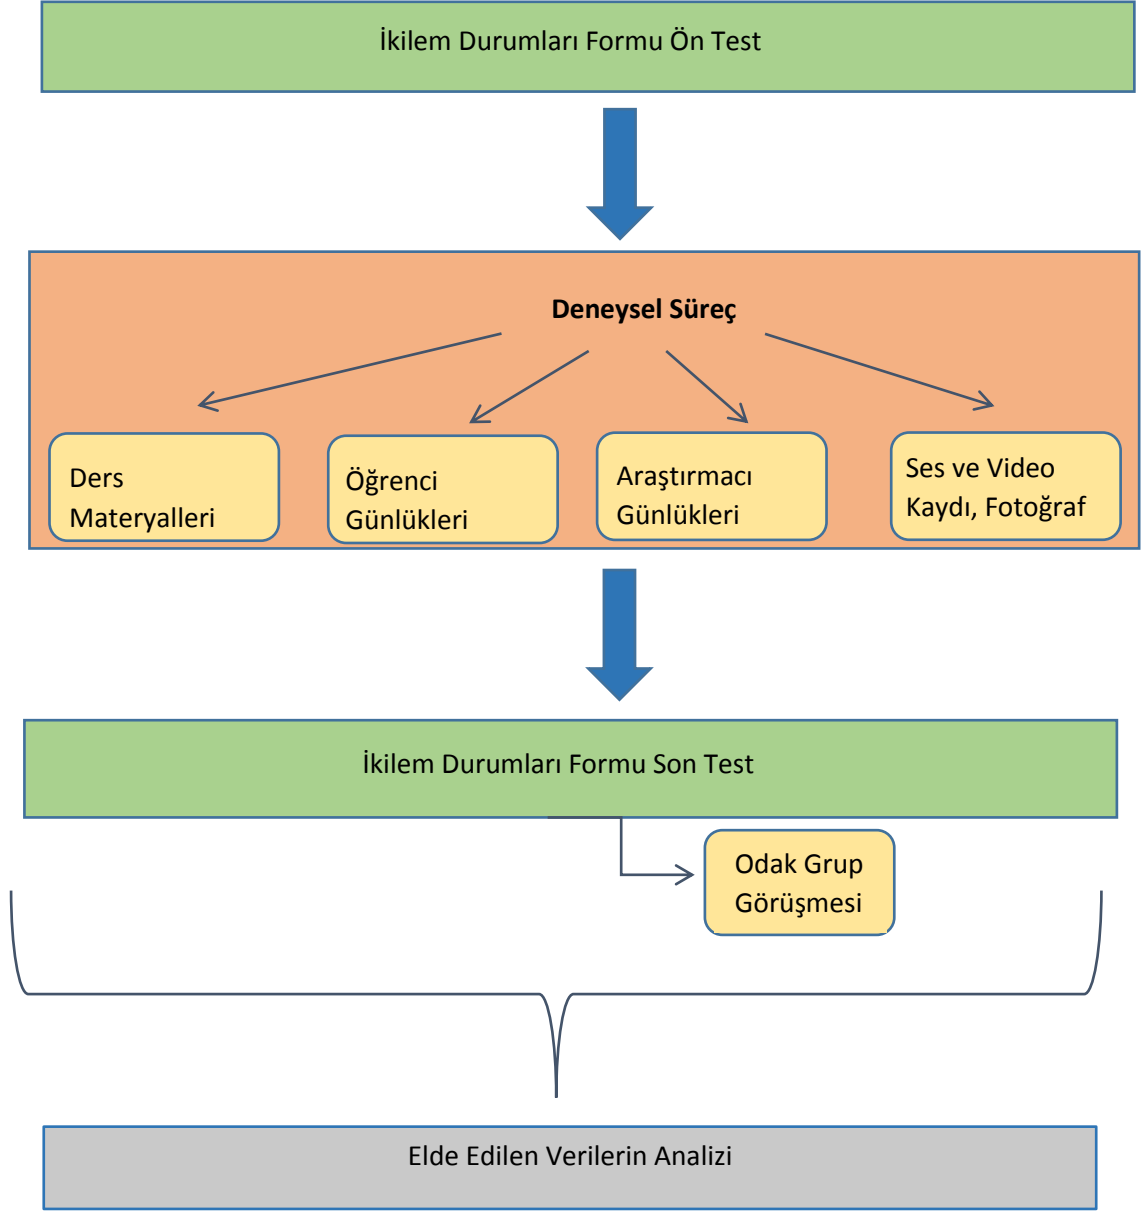 İkilem Durumları Formu Ön Test
Deneysel Süreç
Ders
Materyalleri
Öğrenci
Günlükleri
Araştırmacı
Günlükleri
Ses ve Video
Kaydı, Fotoğraf
İkilem Durumları Formu Son Test
Odak Grup
Görüşmesi
Elde Edilen Verilerin Analizi